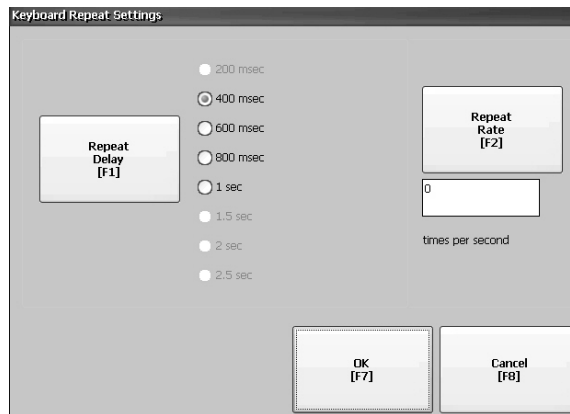 Keyboard Repeat Settings
200 msec
400 msec
600 msec
800 msec
1 sec
1.5 sec
2 sec
2.5 sec
Repeat
Delay
[F1]
Repeat
Rate
[F2]
0
times per second
OK
[F7]
Cancel
[F8]